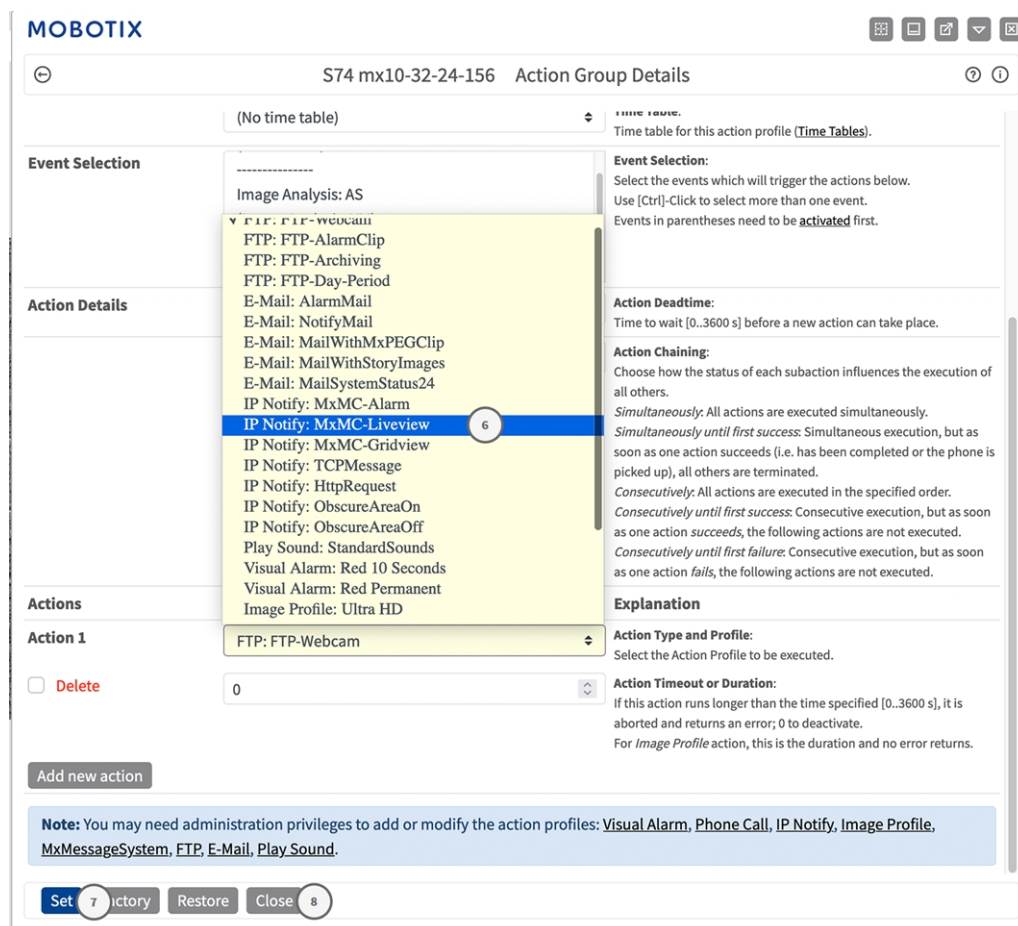 MOBOTIX
S74 mx10-32-24-156 Action Group Details
(No time table)
Time Table:
Time table for this action profile (Time Tables).
Event Selection
---------------
Image Analysis: AS
Event Selection:
Select the events which will trigger the actions below.
Use [Ctrl]-Click to select more than one event.
Events in parentheses need to be activated first.
FTP: FTP-Webcam
FTP: FTP-AlarmClip
FTP: FTP-Archiving
FTP: FTP-Day-Period
E-Mail: AlarmMail
E-Mail: NotifyMail
E-Mail: MailWithMxPEGClip
E-Mail: MailWithStoryImages
E-Mail: MailSystemStatus24
IP Notify: MxMC-Alarm
IP Notify: MxMC-Liveview 6
IP Notify: MxMC-Gridview
IP Notify: TCPMessage
IP Notify: HttpRequest
IP Notify: ObscureAreaOn
IP Notify: ObscureAreaOff
Play Sound: StandardSounds
Visual Alarm: Red 10 Seconds
Visual Alarm: Red Permanent
Image Profile: Ultra HD
Action Details
Action Deadtime:
Time to wait [0..3600 s] before a new action can take place.
Action Chaining:
Choose how the status of each subaction influences the execution of
all others.
Simultaneously: All actions are executed simultaneously.
Simultaneously until first success: Simultaneous execution, but as
soon as one action succeeds (i.e. has been completed or the phone is
picked up), all others are terminated.
Consecutively: All actions are executed in the specified order.
Consecutively until first success: Consecutive execution, but as soon
as one action succeeds, the following actions are not executed.
Consecutively until first failure: Consecutive execution, but as soon
as one action fails, the following actions are not executed.
Actions
Explanation
Action 1
FTP: FTP-Webcam
Action Type and Profile:
Select the Action Profile to be executed.
Delete
0
Action Timeout or Duration:
If this action runs longer than the time specified [0..3600 s], it is
aborted and returns an error; 0 to deactivate.
For Image Profile action, this is the duration and no error returns.
Add new action
Note: You may need administration privileges to add or modify the action profiles: Visual Alarm, Phone Call, IP Notify, Image Profile,
MxMessageSystem, FTP, E-Mail, Play Sound.
Set 7 ctory Restore Close 8